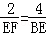 2/EF = 4/BE